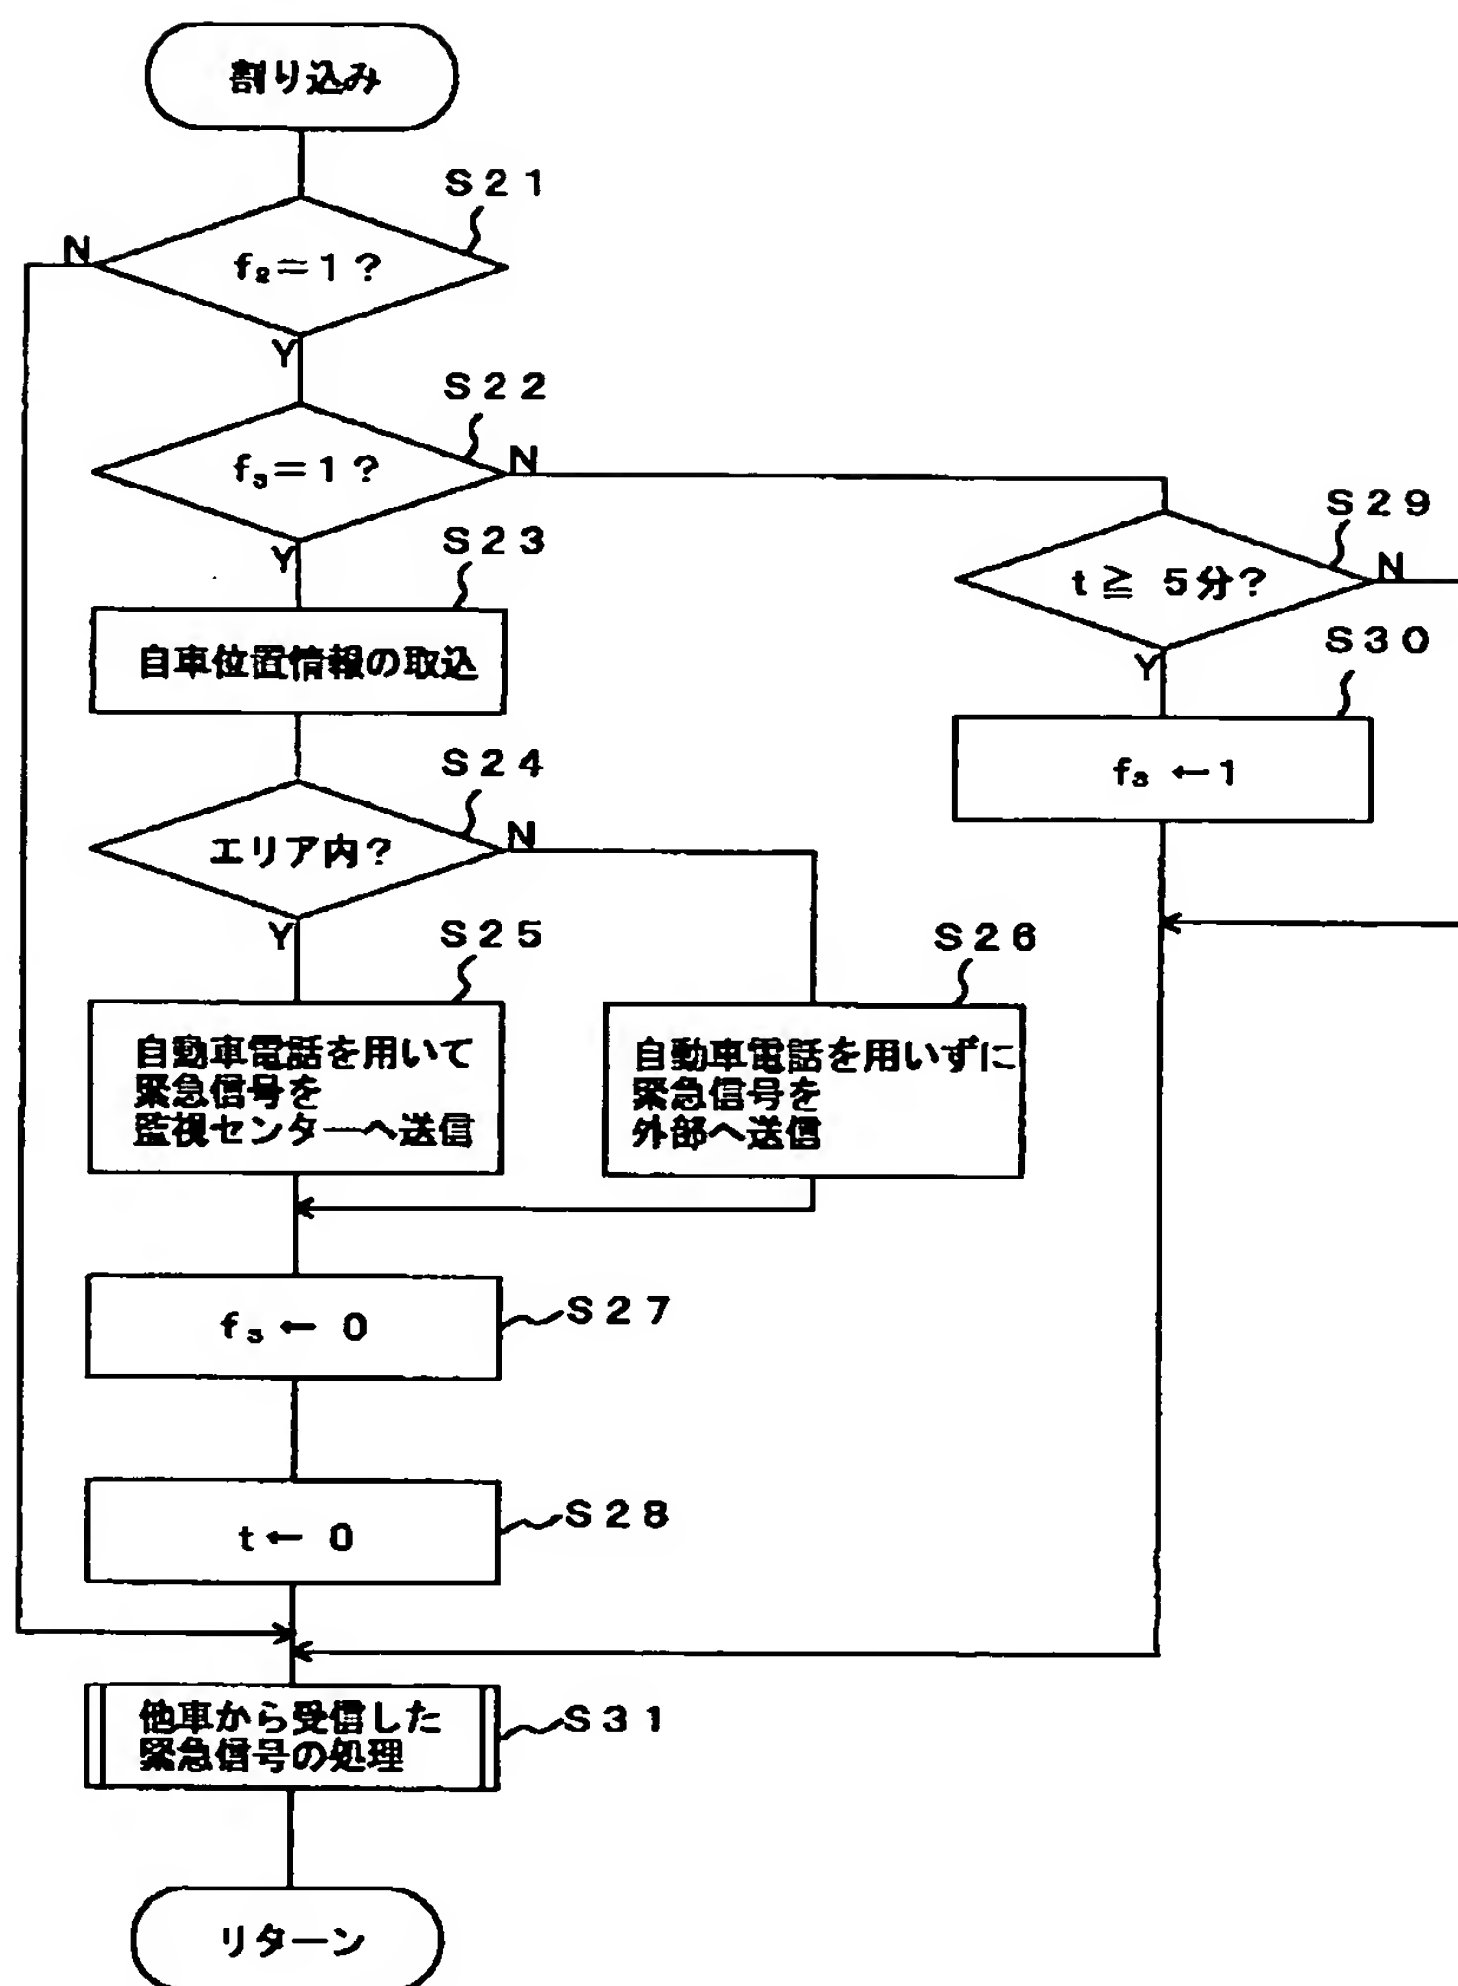 割り込み
S21
N
f₂=1?
Y
S22
f₃=1?
N
Y
S23
S29
t≧ 5分?
N
自車位置情報の取込
S30
Y
f₃ ←1
S24
エリア内?
N
Y
S25
S26
自動車電話を用いて
緊急信号を
監視センターへ送信
自動車電話を用いずに
緊急信号を
外部へ送信
f₃ ← 0
S27
t ← 0
S28
他車から受信した
緊急信号の処理
S31
リターン